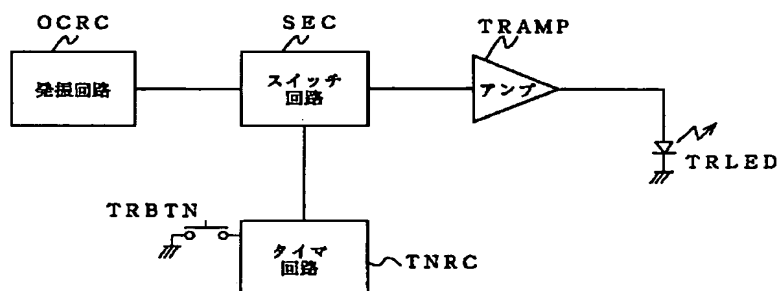 OCRC
SEC
TRAMP
発振回路
スイッチ
回路
アンプ
TRLED
TRBTN
タイマ
回路
TNRC